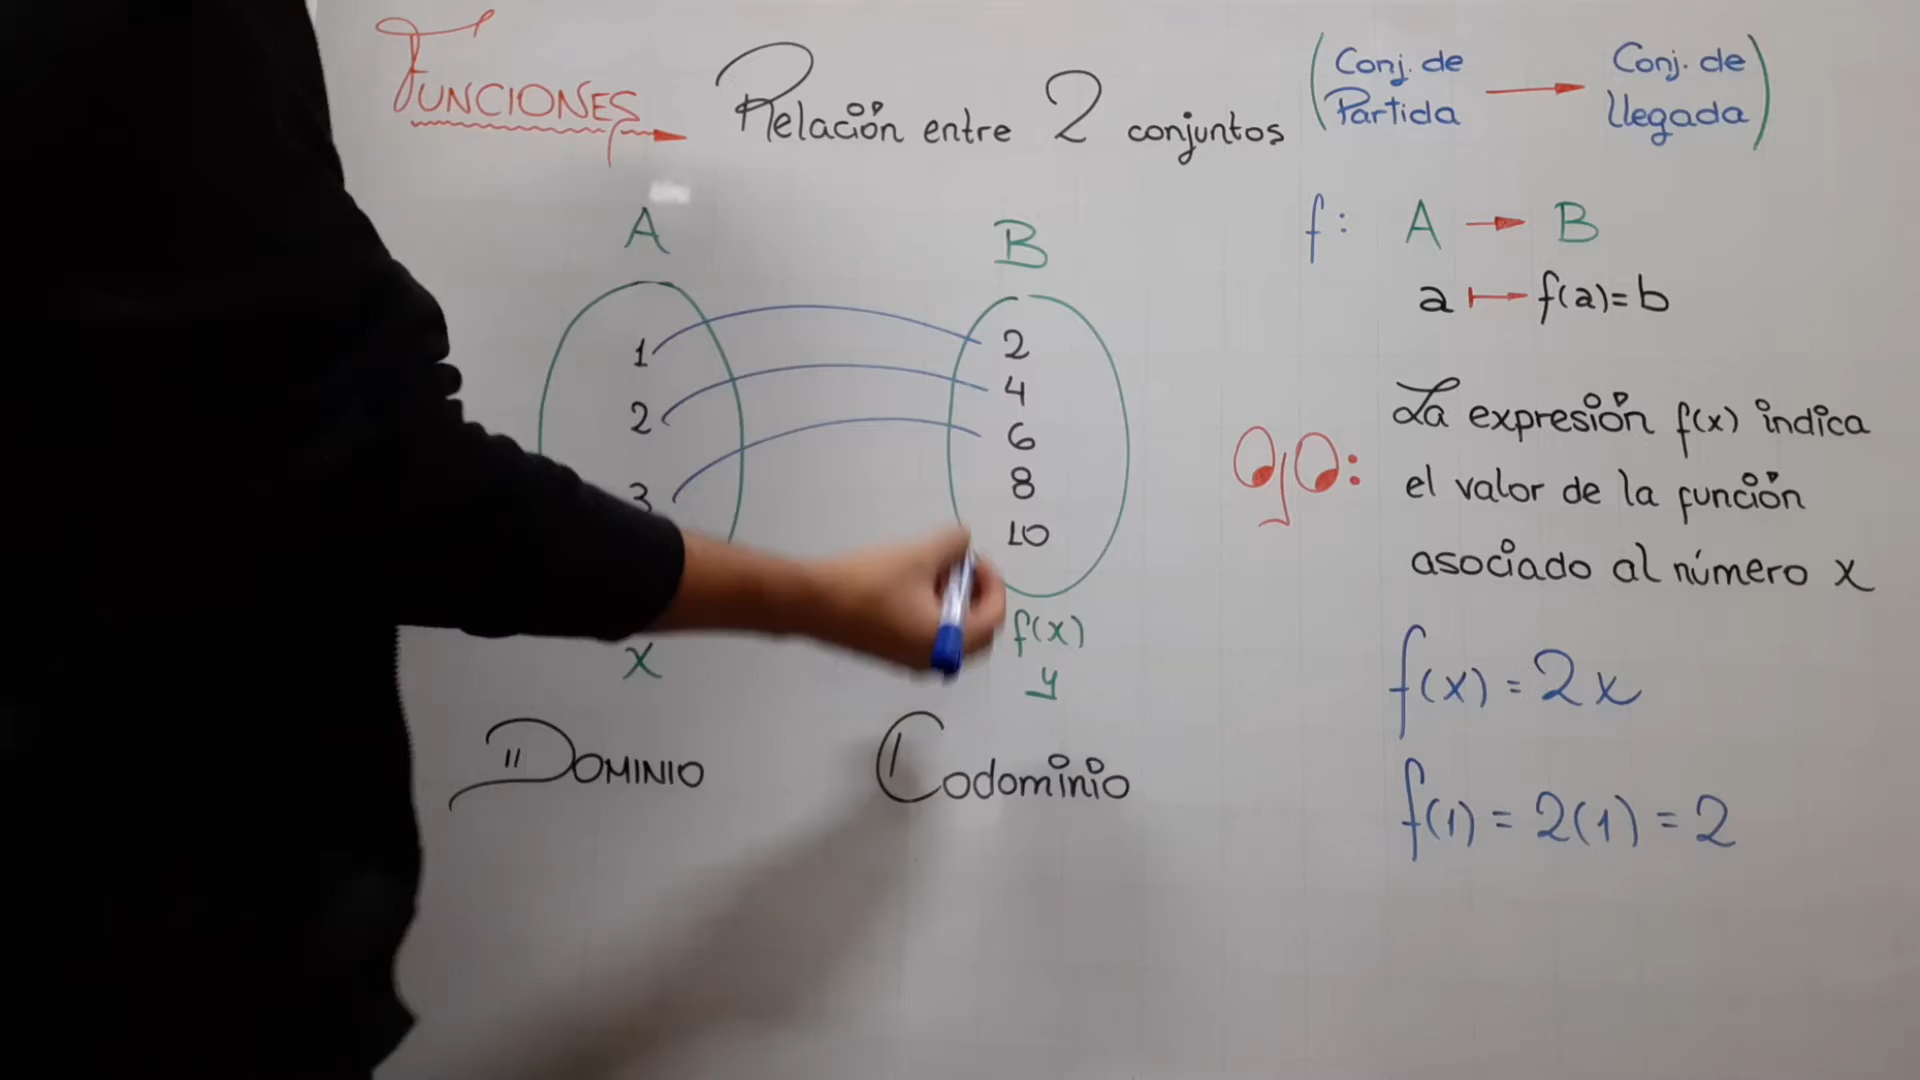 FUNCIONES Relación entre 2 conjuntos
(Conj. de Partida → Conj. de llegada)
A
B
1
2
3
2
4
6
8
10
x
f(x)
y
DOMINIO
Codominio
f: A → B
a ↦ f(a)=b
OJO:
La expresión f(x) indica
el valor de la función
asociado al número x
f(x) = 2x
f(1) = 2(1) = 2